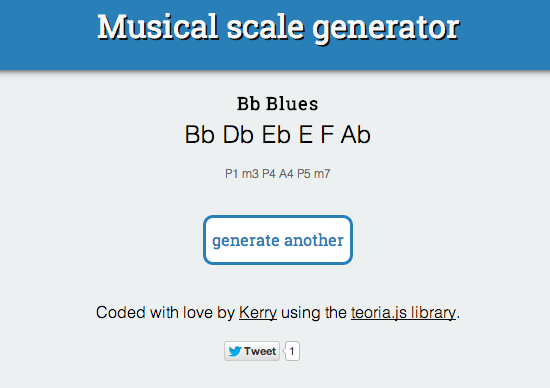 Musical scale generator
Bb Blues
Bb Db Eb E F Ab
P1 m3 P4 A4 P5 m7
generate another
Coded with love by Kerry using the teoria.js library.
Tweet 1